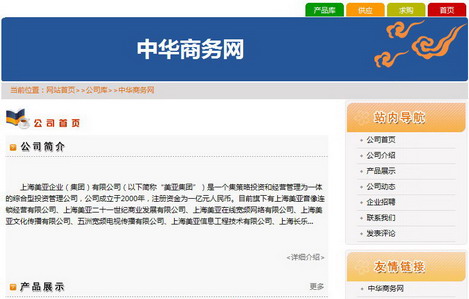 产品库 供应 求购 首页
中华商务网
当前位置：网站首页>>公司库>>中华商务网
公司首页
公司简介
上海美亚企业（集团）有限公司（以下简称“美亚集团”）是一个集策略投资和经营管理为一体
的综合型投资管理公司，公司成立于2000年，注册资金为一亿元人民币。目前旗下有上海美亚音像连
锁经营有限公司、上海美亚二十一世纪商业发展有限公司、上海美亚在线宽频网络有限公司、上海美
亚文化传播有限公司、五洲宽频电视传播有限公司、上海美亚信息工程技术有限公司、上海长乐...
<详细介绍>
产品展示
更多
站内导航
公司首页
公司介绍
产品展示
公司动态
企业招聘
联系我们
发表评论
友情链接
中华商务网